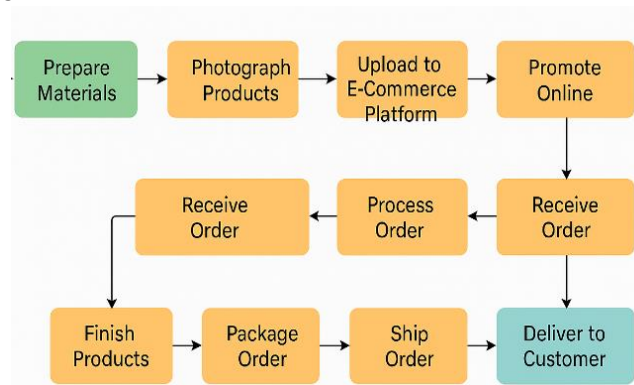 Prepare
Materials
Photograph
Products
Upload to
E-Commerce
Platform
Promote
Online
Receive
Order
Process
Order
Receive
Order
Finish
Products
Package
Order
Ship
Order
Deliver to
Customer